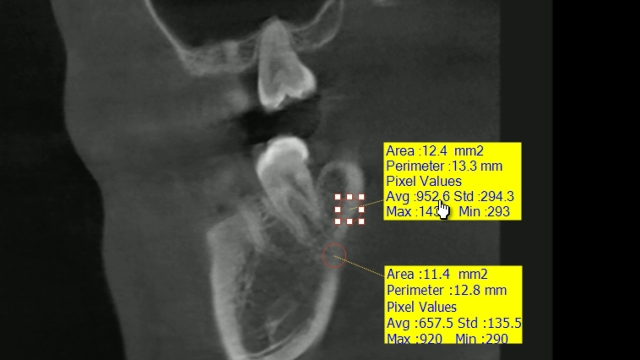 Area :12.4 mm2
Perimeter :13.3 mm
Pixel Values
Avg :952.6 Std :294.3
Max Min :293
Area :11.4 mm2
Perimeter :12.8 mm
Pixel Values
Avg :657.5 Std :135.5
Max :920 Min :290